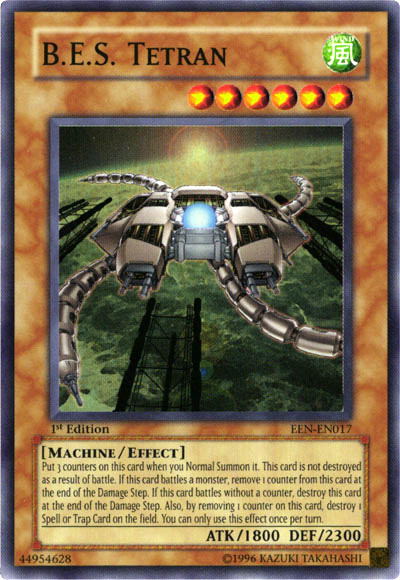 B.E.S. Tetran
WIND
風
1st Edition
EEN-EN017
[Machine/Effect]
Put 3 counters on this card when you Normal Summon it. This card is not destroyed
as a result of battle. If this card battles a monster, remove 1 counter from this card at
the end of the Damage Step. If this card battles without a counter, destroy this card
at the end of the Damage Step. Also, by removing 1 counter on this card, destroy 1
Spell or Trap Card on the field. You can only use this effect once per turn.
ATK/1800 DEF/2300
44954628
©1996 KAZUKI TAKAHASHI